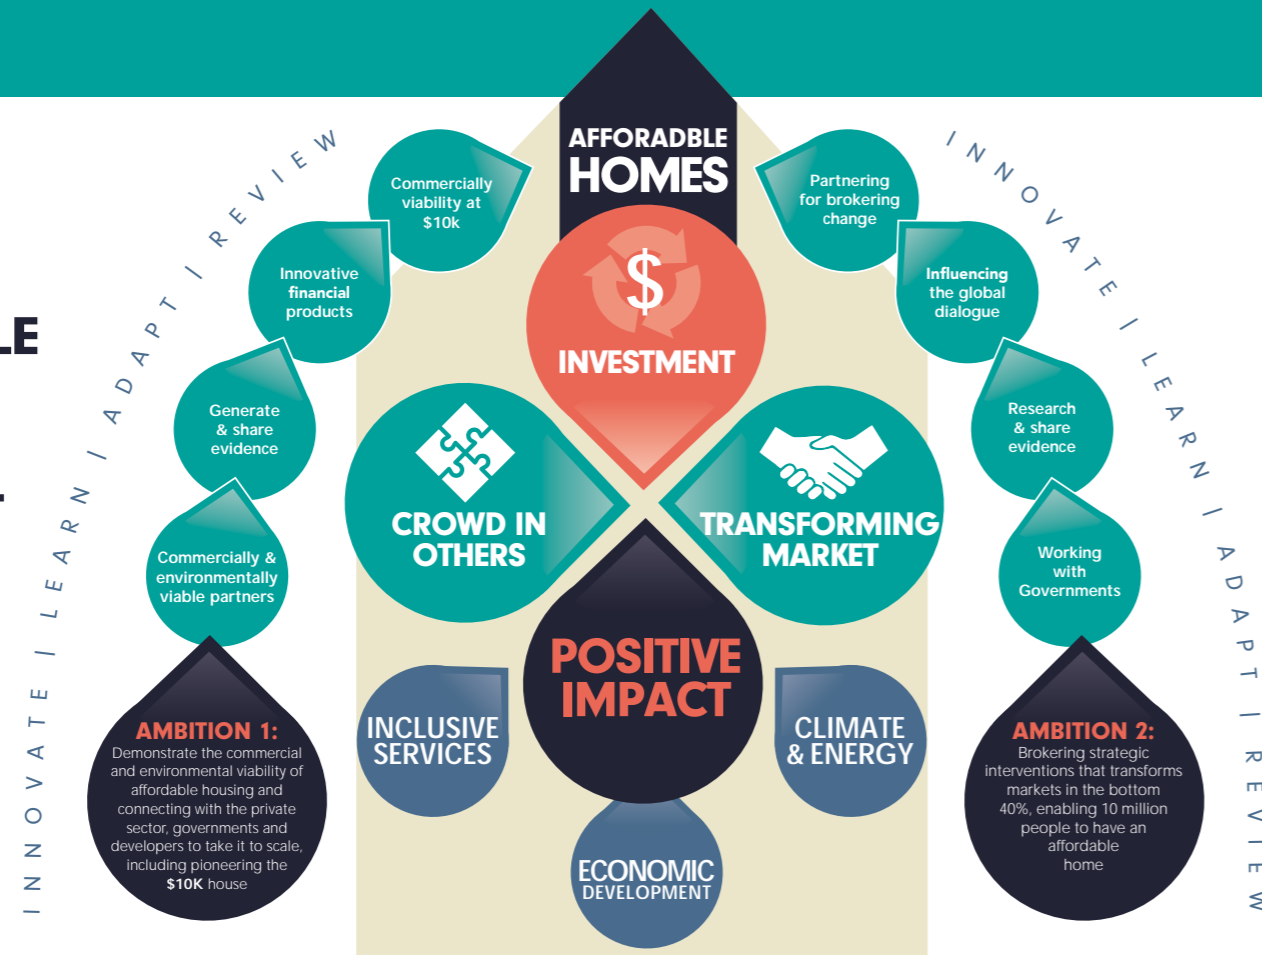 AFFORADBLE
HOMES
$
INVESTMENT
CROWD IN
OTHERS
TRANSFORMING
MARKET
POSITIVE
IMPACT
INCLUSIVE
SERVICES
CLIMATE
& ENERGY
ECONOMIC
DEVELOPMENT
INNOVATE | LEARN | ADAPT | REVIEW
Commercially
viability at
$10k
Innovative
financial
products
Generate
& share
evidence
Commercially &
environmentally
viable partners
AMBITION 1:
Demonstrate the commercial
and environmental viability of
affordable housing and
connecting with the private
sector, governments and
developers to take it to scale,
including pioneering the
$10K house
INNOVATE | LEARN | ADAPT | REVIEW
Partnering
for brokering
change
Influencing
the global
dialogue
Research
& share
evidence
Working
with
Governments
AMBITION 2:
Brokering strategic
interventions that transforms
markets in the bottom
40%, enabling 10 million
people to have an
affordable
home
LE